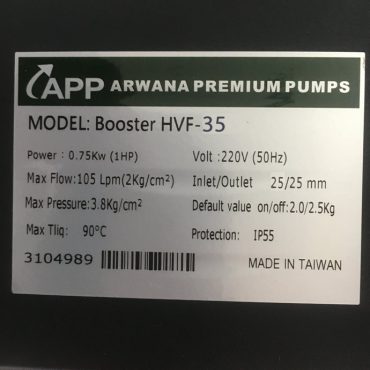 APP ARWANA PREMIUM PUMPS
MODEL: Booster HVF-35
Power : 0.75Kw (1HP) Volt :220V (50Hz)
Max Flow:105 Lpm(2Kg/cm²) Inlet/Outlet 25/25 mm
Max Pressure:3.8Kg/cm² Default value on/off:2.0/2.5Kg
Max Tliq: 90°C Protection: IP55
3104989 MADE IN TAIWAN